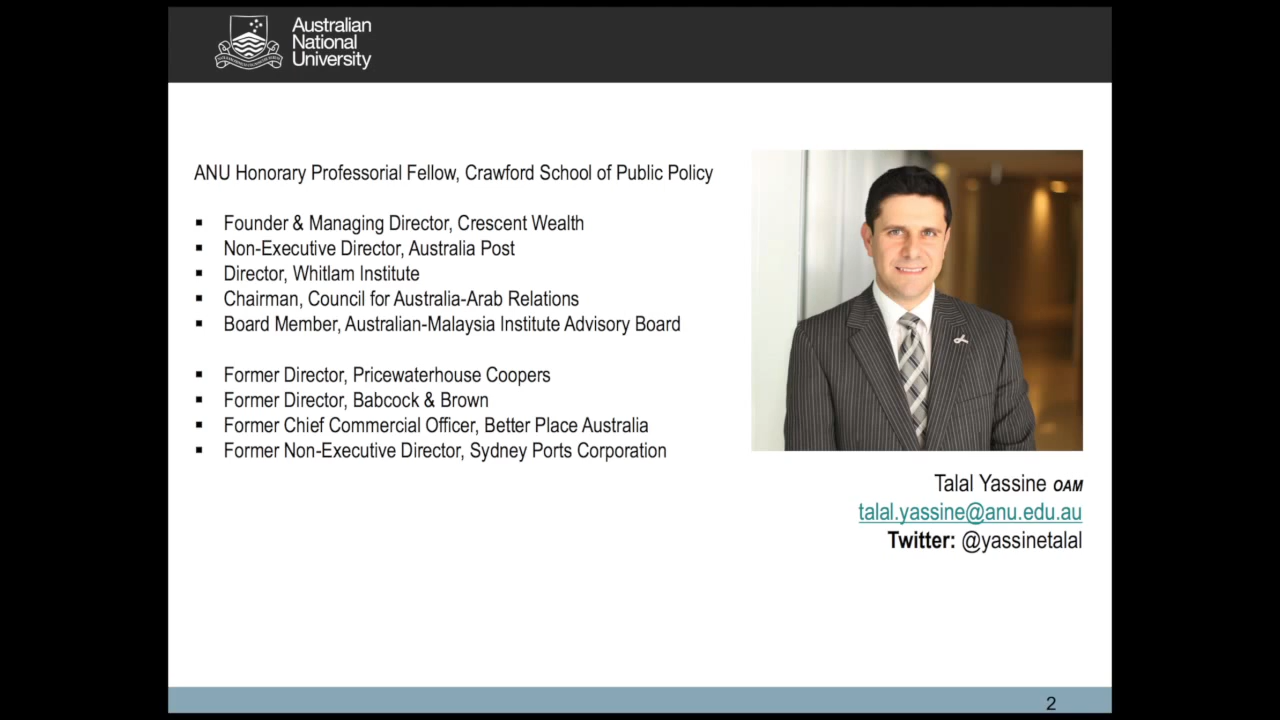 Australian
National
University
ANU Honorary Professorial Fellow, Crawford School of Public Policy
▪ Founder & Managing Director, Crescent Wealth
▪ Non-Executive Director, Australia Post
▪ Director, Whitlam Institute
▪ Chairman, Council for Australia-Arab Relations
▪ Board Member, Australian-Malaysia Institute Advisory Board
▪ Former Director, Pricewaterhouse Coopers
▪ Former Director, Babcock & Brown
▪ Former Chief Commercial Officer, Better Place Australia
▪ Former Non-Executive Director, Sydney Ports Corporation
Talal Yassine OAM
talal.yassine@anu.edu.au
Twitter: @yassinetalal
2